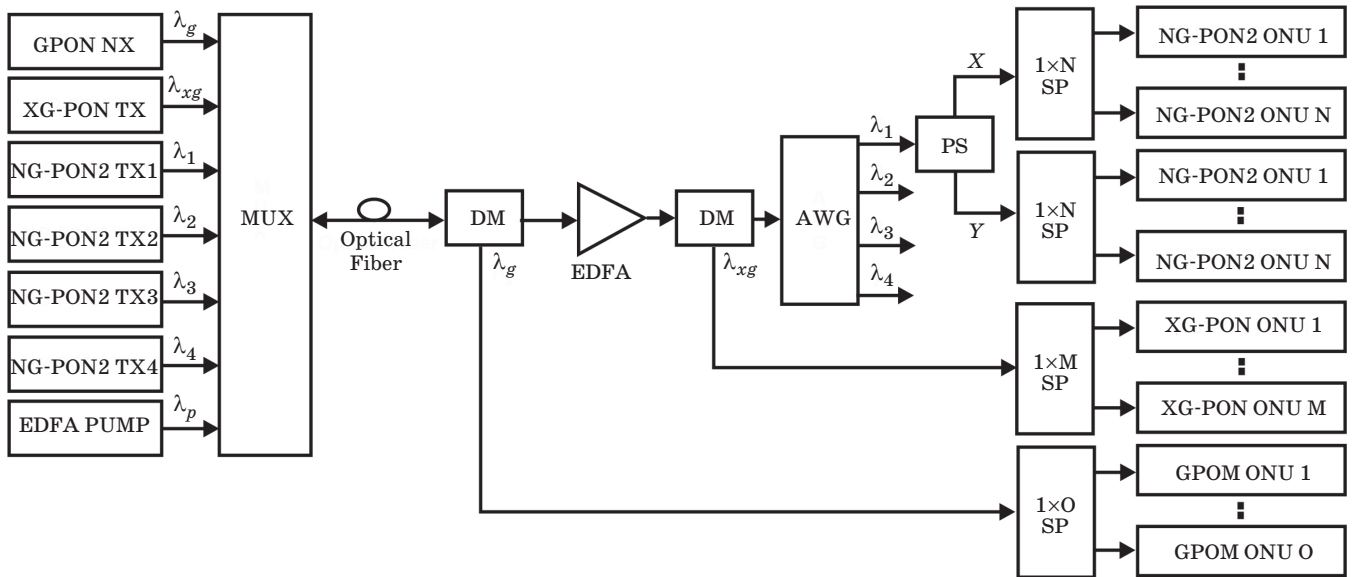 GPON NX
λg
XG-PON TX
λxg
NG-PON2 TX1
λ1
NG-PON2 TX2
λ2
NG-PON2 TX3
λ3
NG-PON2 TX4
λ4
EDFA PUMP
λp
MUX
Optical
Fiber
DM
λg
EDFA
DM
λxg
AWG
λ1
λ2
λ3
λ4
PS
X
Y
1×N
SP
NG-PON2 ONU 1
NG-PON2 ONU N
1×N
SP
NG-PON2 ONU 1
NG-PON2 ONU N
1×M
SP
XG-PON ONU 1
XG-PON ONU M
1×O
SP
GPOM ONU 1
GPOM ONU O